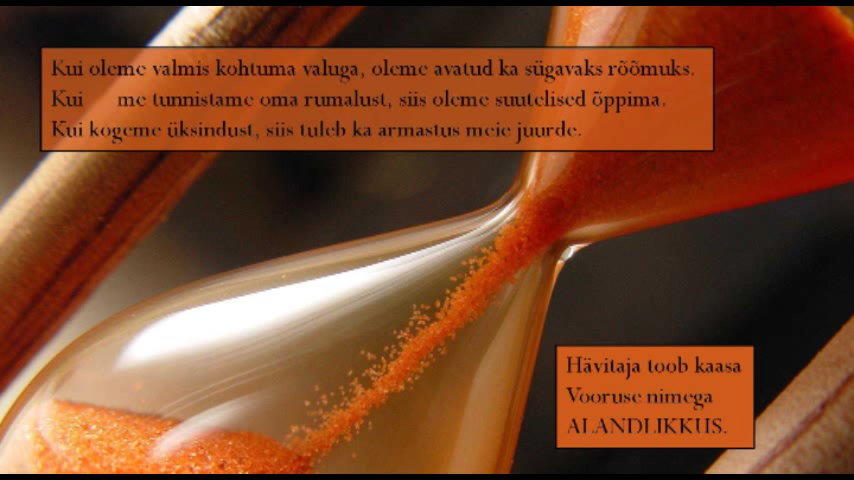 Kui oleme valmis kohtuma valuga, oleme avatud ka sügavaks rõõmuks.
Kui me tunnistame oma rumalust, siis oleme suutelised õppima.
Kui kogeme üksindust, siis tuleb ka armastus meie juurde.
Hävitaja toob kaasa
Vooruse nimega
ALANDLIKKUS.